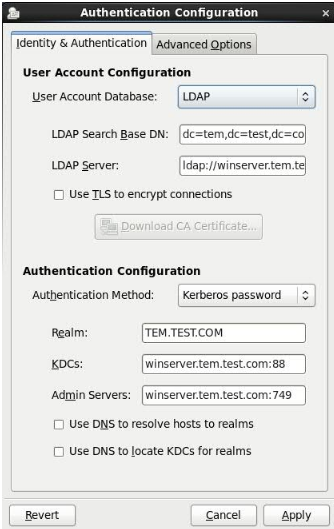 Authentication Configuration
Identity & Authentication
Advanced Options
User Account Configuration
User Account Database: LDAP
LDAP Search Base DN: dc=tem,dc=test,dc=co
LDAP Server: ldap://winserver.tem.te
Use TLS to encrypt connections
Download CA Certificate...
Authentication Configuration
Authentication Method: Kerberos password
Realm: TEM.TEST.COM
KDCs: winserver.tem.test.com:88
Admin Servers: winserver.tem.test.com:749
Use DNS to resolve hosts to realms
Use DNS to locate KDCs for realms
Revert Cancel Apply